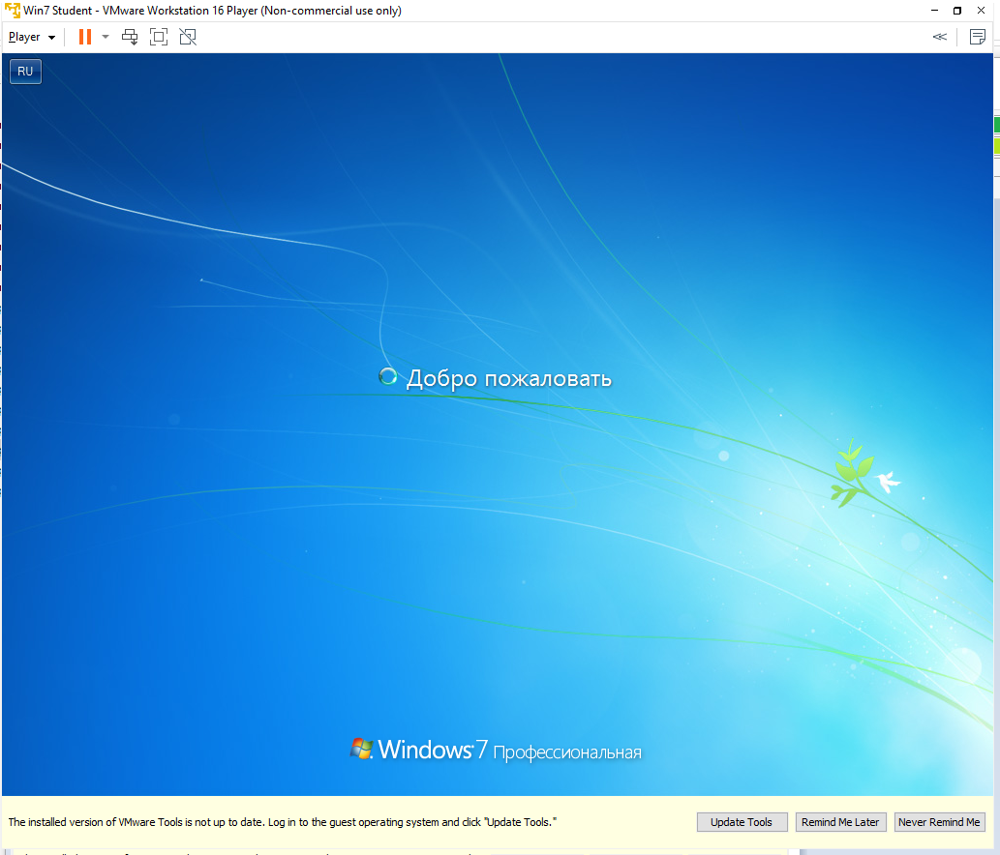 Win7 Student - VMware Workstation 16 Player (Non-commercial use only)
Player
RU
Добро пожаловать
Windows 7 Профессиональная
The installed version of VMware Tools is not up to date. Log in to the guest operating system and click "Update Tools."
Update Tools
Remind Me Later
Never Remind Me